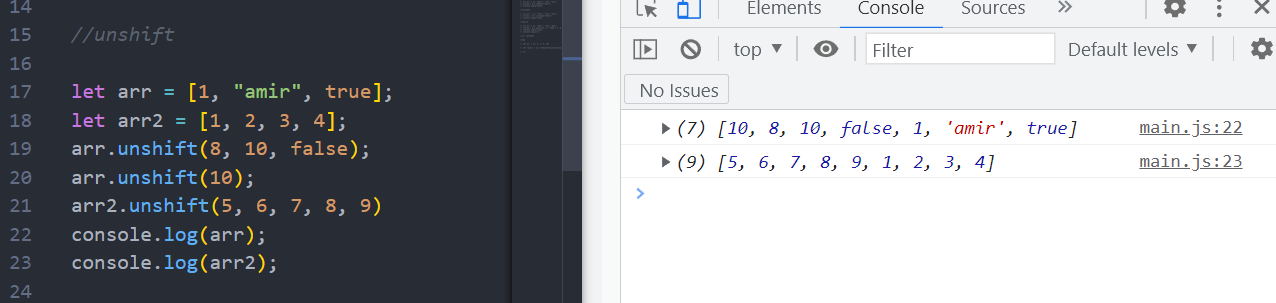 14
15 //unshift
16
17 let arr = [1, "amir", true];
18 let arr2 = [1, 2, 3, 4];
19 arr.unshift(8, 10, false);
20 arr.unshift(10);
21 arr2.unshift(5, 6, 7, 8, 9)
22 console.log(arr);
23 console.log(arr2);
24
Elements Console Sources »
top ▼ Filter Default levels ▼
No Issues
▶ (7) [10, 8, 10, false, 1, 'amir', true] main.js:22
▶ (9) [5, 6, 7, 8, 9, 1, 2, 3, 4] main.js:23
>